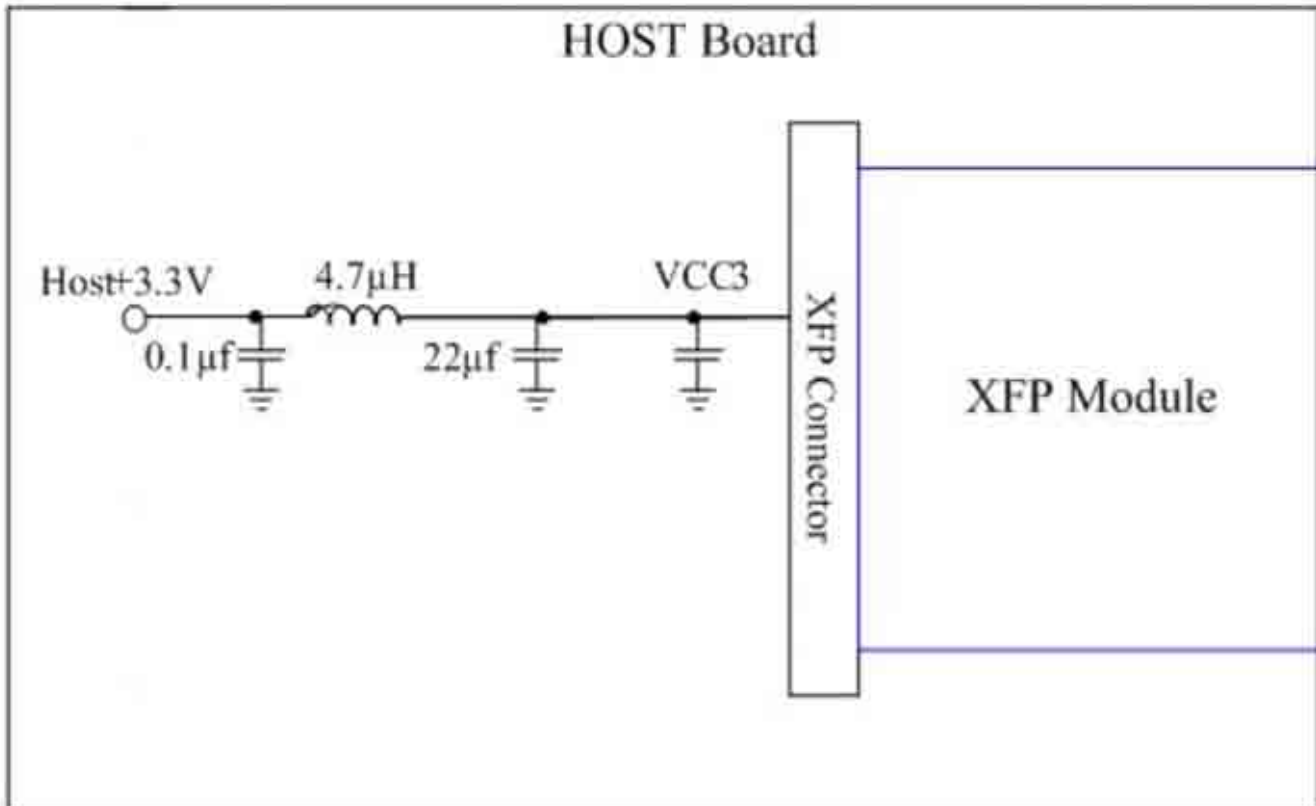 HOST Board
Host+3.3V
4.7µH
VCC3
0.1µf
22µf
XFP Connector
XFP Module